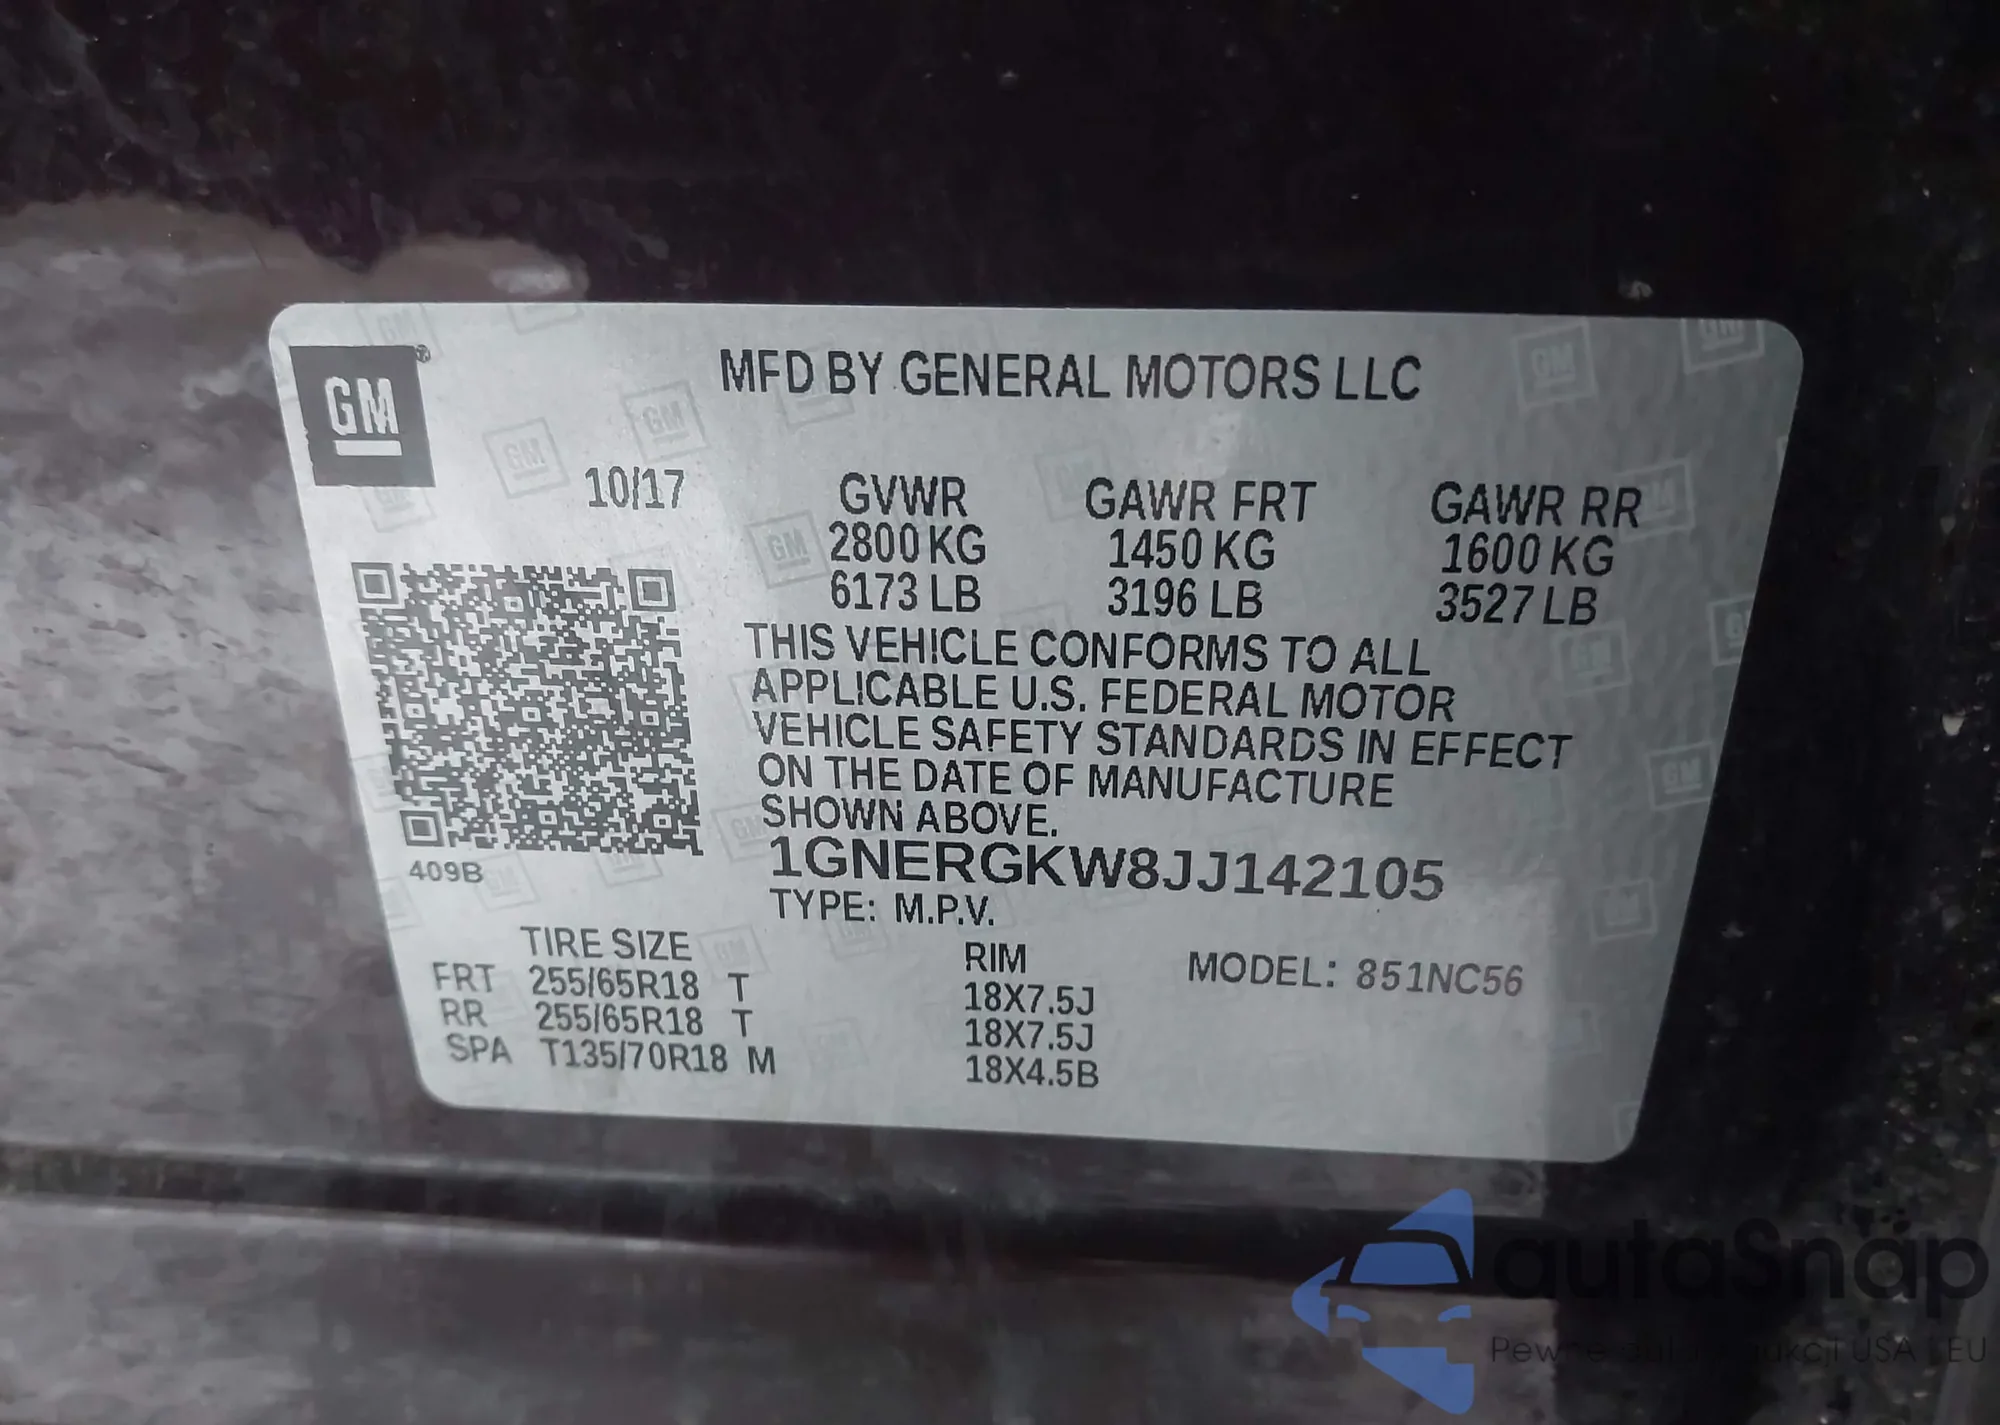 GM®
MFD BY GENERAL MOTORS LLC
10/17
GVWR GAWR FRT GAWR RR
2800 KG 1450 KG 1600 KG
6173 LB 3196 LB 3527 LB
THIS VEHICLE CONFORMS TO ALL
APPLICABLE U.S. FEDERAL MOTOR
VEHICLE SAFETY STANDARDS IN EFFECT
ON THE DATE OF MANUFACTURE
SHOWN ABOVE.
409B
1GNERGKW8JJ142105
TYPE: M.P.V.
TIRE SIZE RIM MODEL: 851NC56
FRT 255/65R18 T 18X7.5J
RR 255/65R18 T 18X7.5J
SPA T135/70R18 M 18X4.5B
autaSnap
USA EU